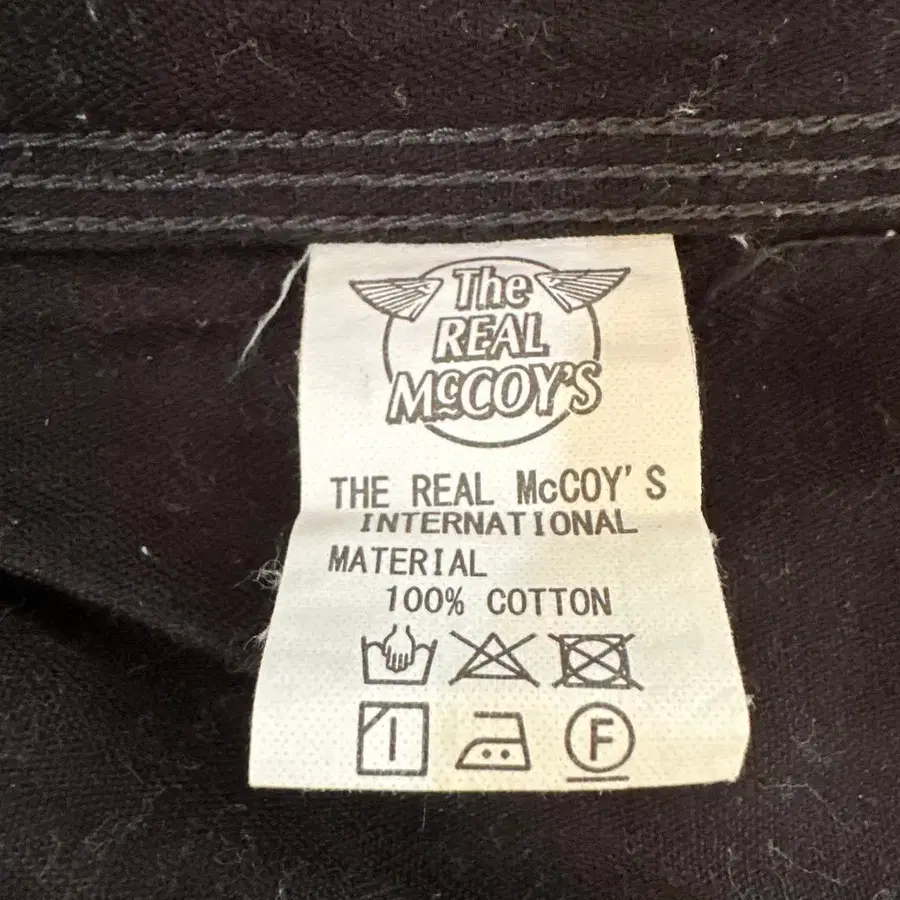 The
REAL
McCOY'S
THE REAL McCOY'S
INTERNATIONAL
MATERIAL
100% COTTON
F